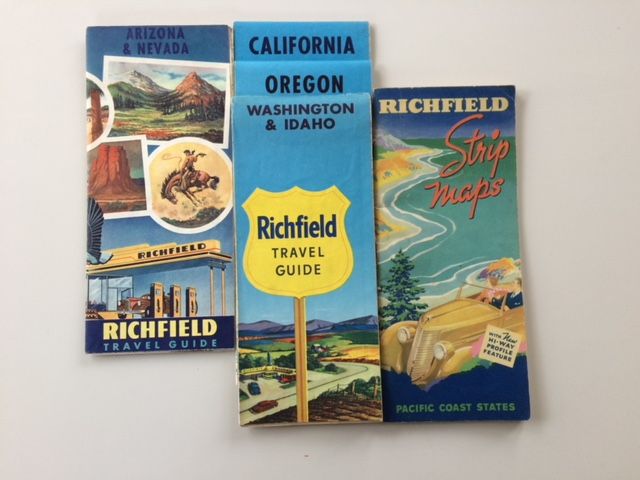 ARIZONA
& NEVADA
RICHFIELD
RICHFIELD
TRAVEL GUIDE
CALIFORNIA
OREGON
WASHINGTON
& IDAHO
Richfield
TRAVEL
GUIDE
RICHFIELD
Strip
maps
WITH New
HI-WAY
PROFILE
FEATURE
PACIFIC COAST STATES